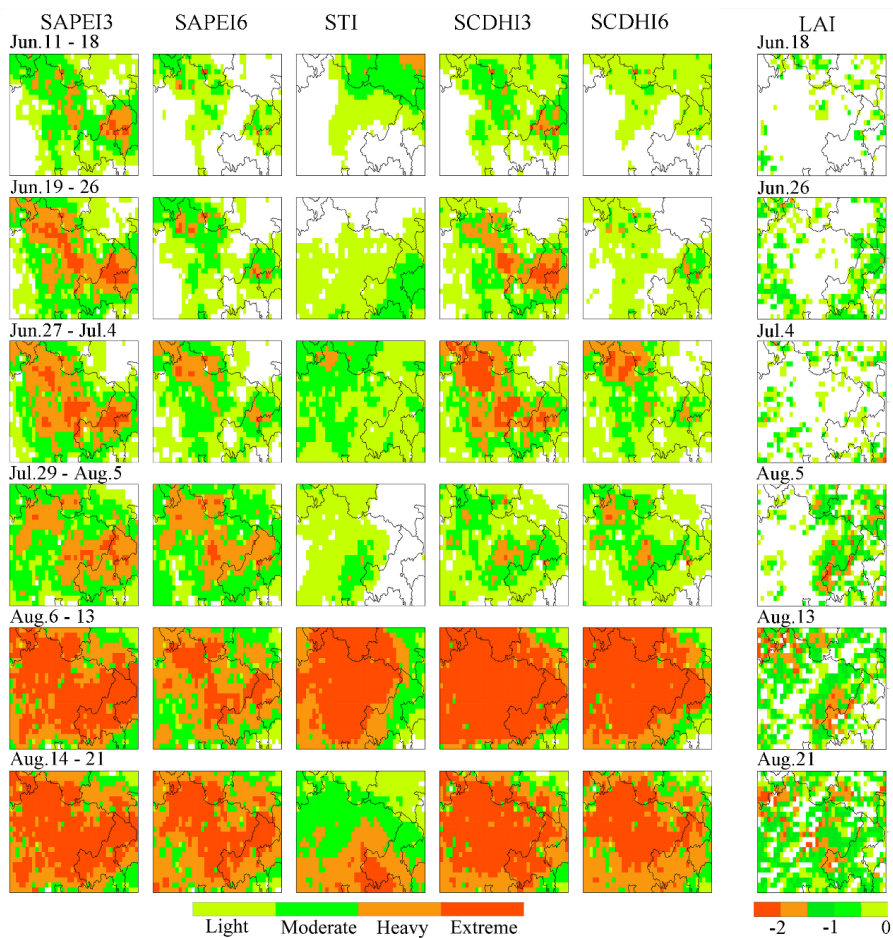 SAPEI3 SAPEI6 STI SCDHI3 SCDHI6 LAI
Jun.11 - 18 Jun.18
Jun.19 - 26 Jun.26
Jun.27 - Jul.4 Jul.4
Jul.29 - Aug.5 Aug.5
Aug.6 - 13 Aug.13
Aug.14 - 21 Aug.21
Light Moderate Heavy Extreme -2 -1 0